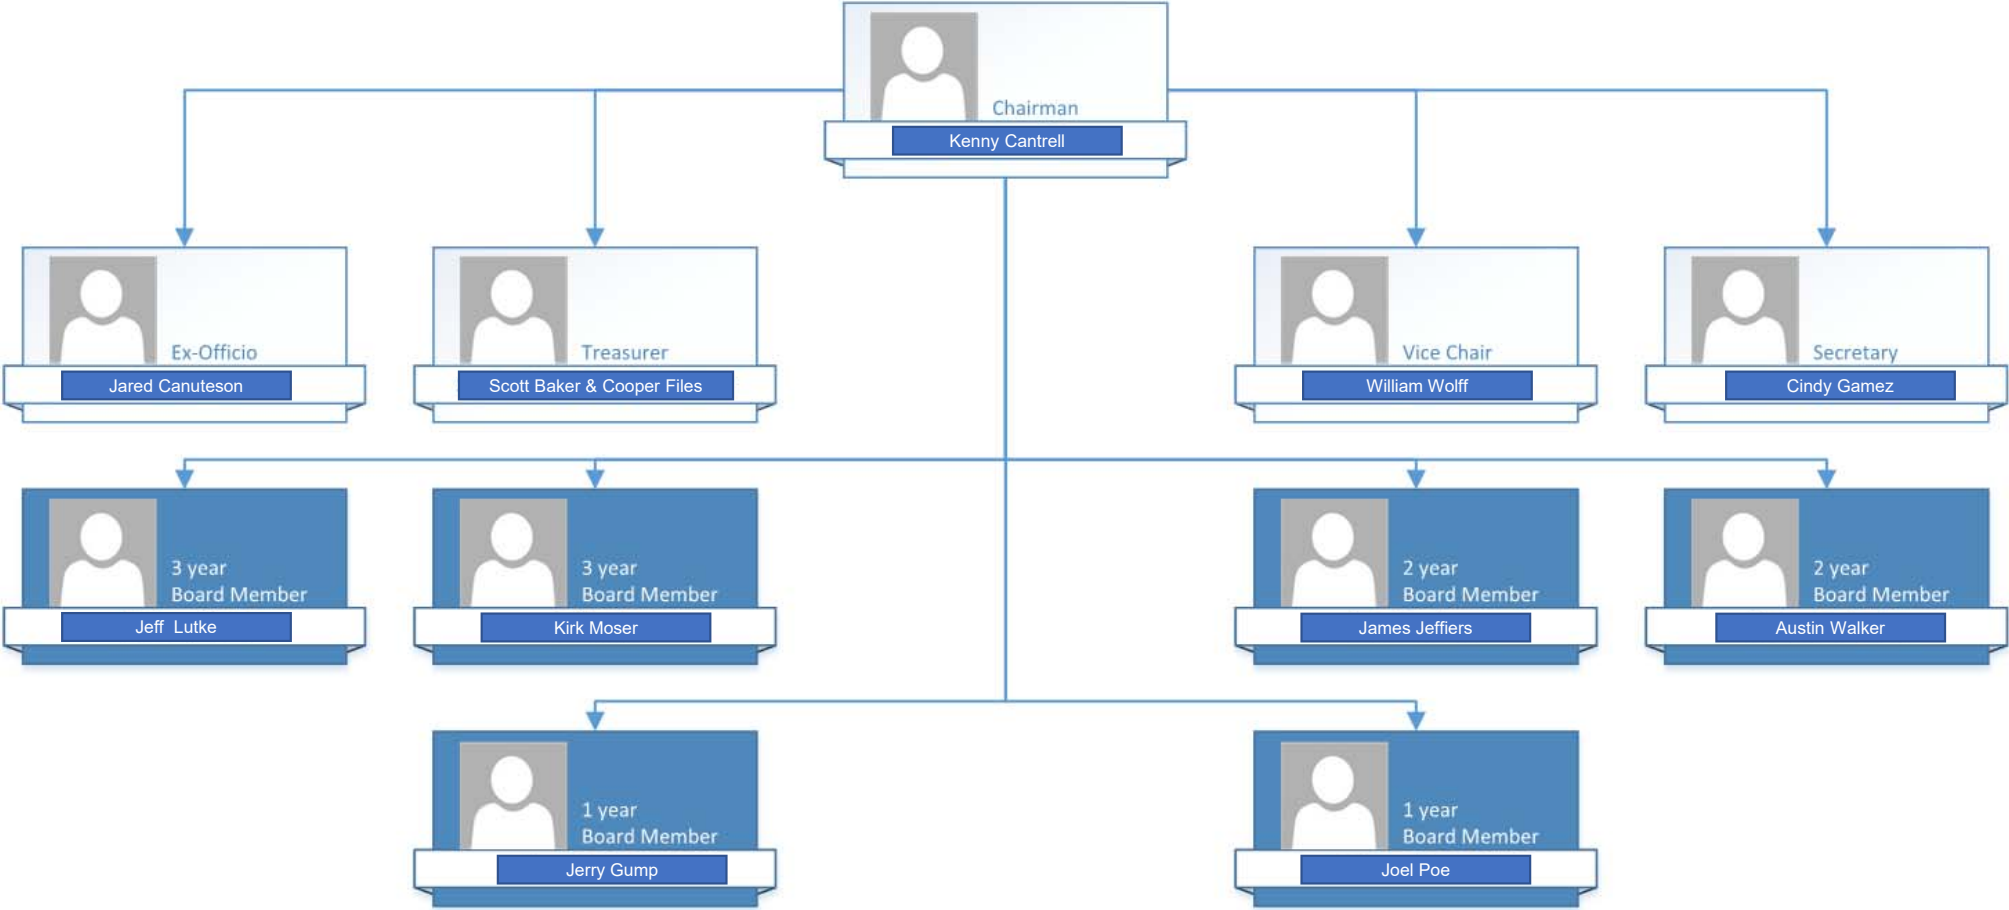 Chairman
Kenny Cantrell
Ex-Officio
Jared Canuteson
Treasurer
Scott Baker & Cooper Files
Vice Chair
William Wolff
Secretary
Cindy Gamez
3 year
Board Member
Jeff  Lutke
3 year
Board Member
Kirk Moser
2 year
Board Member
James Jeffiers
2 year
Board Member
Austin Walker
1 year
Board Member
Jerry Gump
1 year
Board Member
Joel Poe